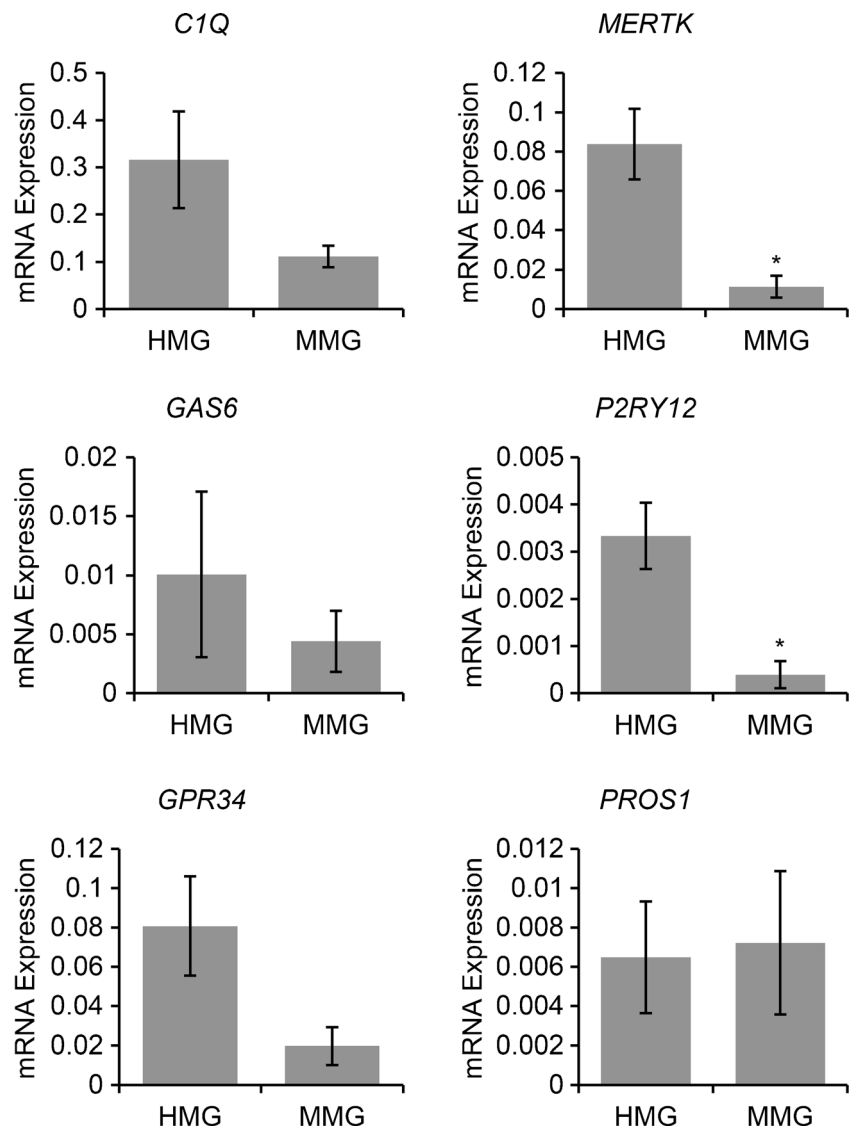 C1Q
mRNA Expression
0.5
0.4
0.3
0.2
0.1
0
HMG MMG
MERTK
mRNA Expression
0.12
0.1
0.08
0.06
0.04
0.02
0
*
HMG MMG
GAS6
mRNA Expression
0.02
0.015
0.01
0.005
0
HMG MMG
P2RY12
mRNA Expression
0.005
0.004
0.003
0.002
0.001
0
*
HMG MMG
GPR34
mRNA Expression
0.12
0.1
0.08
0.06
0.04
0.02
0
HMG MMG
PROS1
mRNA Expression
0.012
0.01
0.008
0.006
0.004
0.002
0
HMG MMG